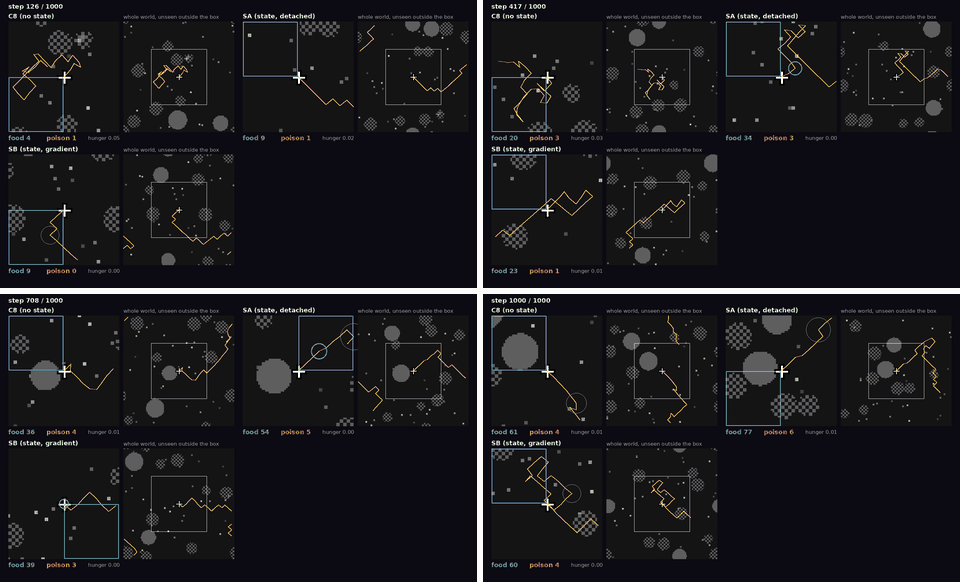 step 126 / 1000
C8 (no state)
whole world, unseen outside the box
SA (state, detached)
whole world, unseen outside the box
food 4 poison 1 hunger 0.05
food 9 poison 1 hunger 0.02
SB (state, gradient)
whole world, unseen outside the box
food 9 poison 0 hunger 0.00
step 417 / 1000
C8 (no state)
whole world, unseen outside the box
SA (state, detached)
whole world, unseen outside the box
food 20 poison 3 hunger 0.03
food 34 poison 3 hunger 0.00
SB (state, gradient)
whole world, unseen outside the box
food 23 poison 1 hunger 0.01
step 708 / 1000
C8 (no state)
whole world, unseen outside the box
SA (state, detached)
whole world, unseen outside the box
food 36 poison 4 hunger 0.01
food 54 poison 5 hunger 0.00
SB (state, gradient)
whole world, unseen outside the box
food 39 poison 3 hunger 0.00
step 1000 / 1000
C8 (no state)
whole world, unseen outside the box
SA (state, detached)
whole world, unseen outside the box
food 61 poison 4 hunger 0.01
food 77 poison 6 hunger 0.01
SB (state, gradient)
whole world, unseen outside the box
food 60 poison 4 hunger 0.00